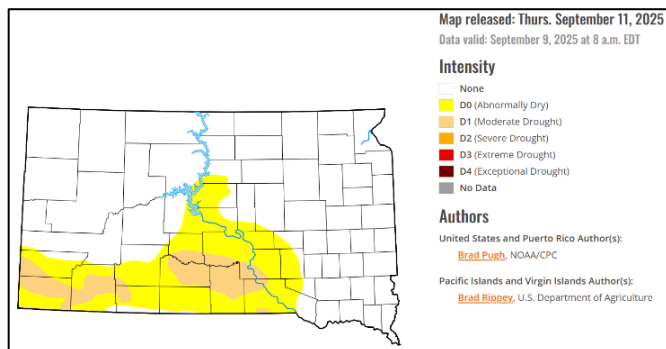 Map released: Thurs. September 11, 2025
Data valid: September 9, 2025 at 8 a.m. EDT
Intensity
None
D0 (Abnormally Dry)
D1 (Moderate Drought)
D2 (Severe Drought)
D3 (Extreme Drought)
D4 (Exceptional Drought)
No Data
Authors
United States and Puerto Rico Author(s):
Brad Pugh, NOAA/CPC
Pacific Islands and Virgin Islands Author(s):
Brad Rippey, U.S. Department of Agriculture